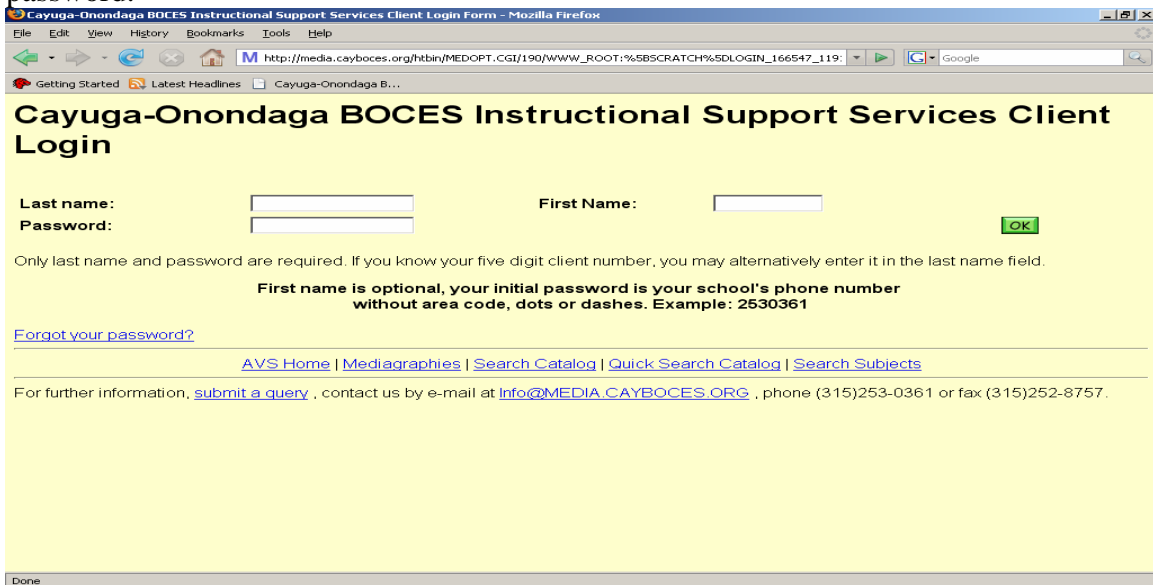 password.
Cayuga-Onondaga BOCES Instructional Support Services Client Login Form - Mozilla Firefox
File Edit View History Bookmarks Tools Help
http://media.cayboces.org/htbin/MEDOPT.CGI/190/WWW_ROOT:%5BSCRATCH%5DLOGIN_166547_119: Google
Getting Started Latest Headlines Cayuga-Onondaga B...
Cayuga-Onondaga BOCES Instructional Support Services Client
Login
Last name: First Name:
Password: OK
Only last name and password are required. If you know your five digit client number, you may alternatively enter it in the last name field.
First name is optional, your initial password is your school's phone number
without area code, dots or dashes. Example: 2530361
Forgot your password?
AVS Home | Mediagraphies | Search Catalog | Quick Search Catalog | Search Subjects
For further information, submit a query , contact us by e-mail at Info@MEDIA.CAYBOCES.ORG , phone (315)253-0361 or fax (315)252-8757.
Done